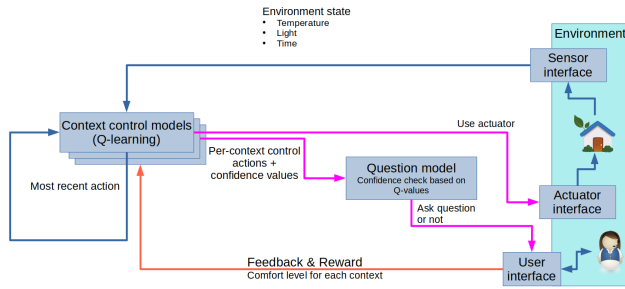 Environment state
• Temperature
• Light
• Time
Environment
Sensor
interface
Context control models
(Q-learning)
Use actuator
Per-context control
actions +
confidence values
Question model
Confidence check based on
Q-values
Most recent action
Actuator
interface
Ask question
or not
Feedback & Reward
Comfort level for each context
User
interface